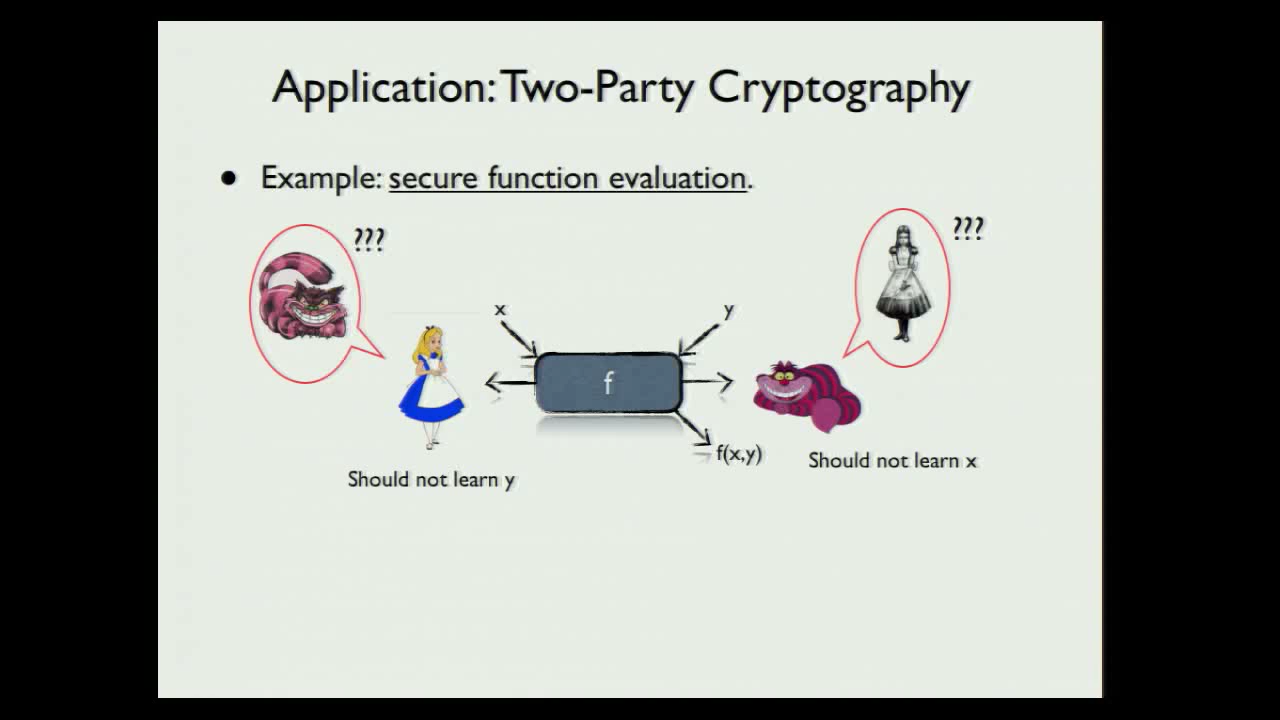 Application: Two-Party Cryptography
● Example: secure function evaluation.
???
???
x
y
f
f(x,y)
Should not learn x
Should not learn y